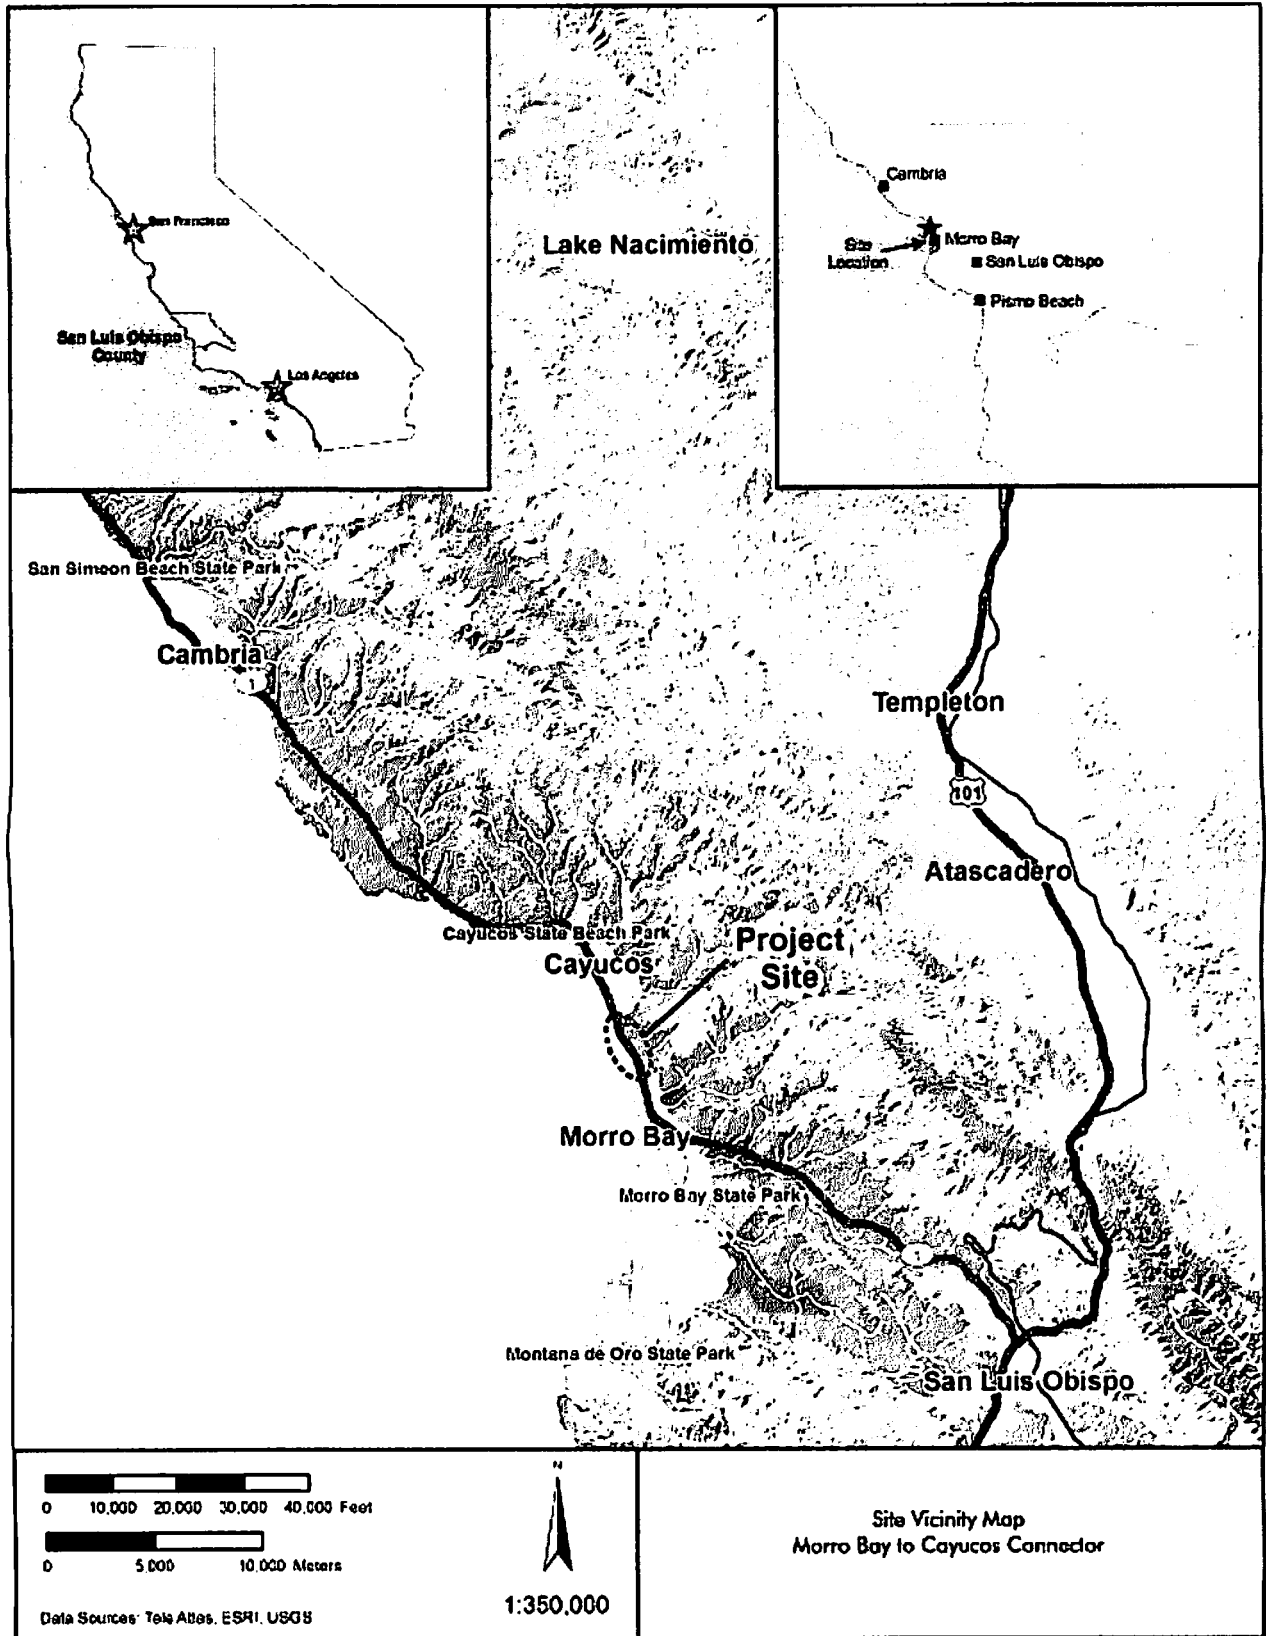 San Francisco
San Luis Obispo
County
Los Angeles
Lake Nacimiento
Cambria
Site
Location
Morro Bay
San Luis Obispo
Pismo Beach
San Simeon Beach State Park
Cambria
1
Templeton
101
Atascadero
Cayucos State Beach Park
Cayucos
Project
Site
Morro Bay
Morro Bay State Park
1
Montana de Oro State Park
San Luis Obispo
0 10,000 20,000 30,000 40,000 Feet
0 5,000 10,000 Meters
Data Sources: Tele Atlas, ESRI, USGS
N
1:350,000
Site Vicinity Map
Morro Bay to Cayucos Connector